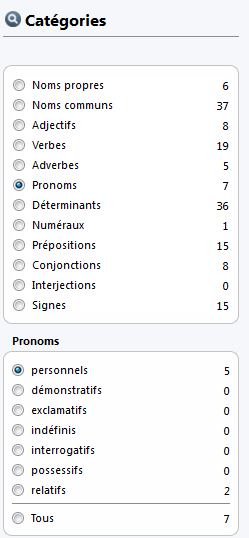 Catégories
Noms propres 6
Noms communs 37
Adjectifs 8
Verbes 19
Adverbes 5
Pronoms 7
Déterminants 36
Numéraux 1
Prépositions 15
Conjonctions 8
Interjections 0
Signes 15
Pronoms
personnels 5
démonstratifs 0
exclamatifs 0
indéfinis 0
interrogatifs 0
possessifs 0
relatifs 2
Tous 7